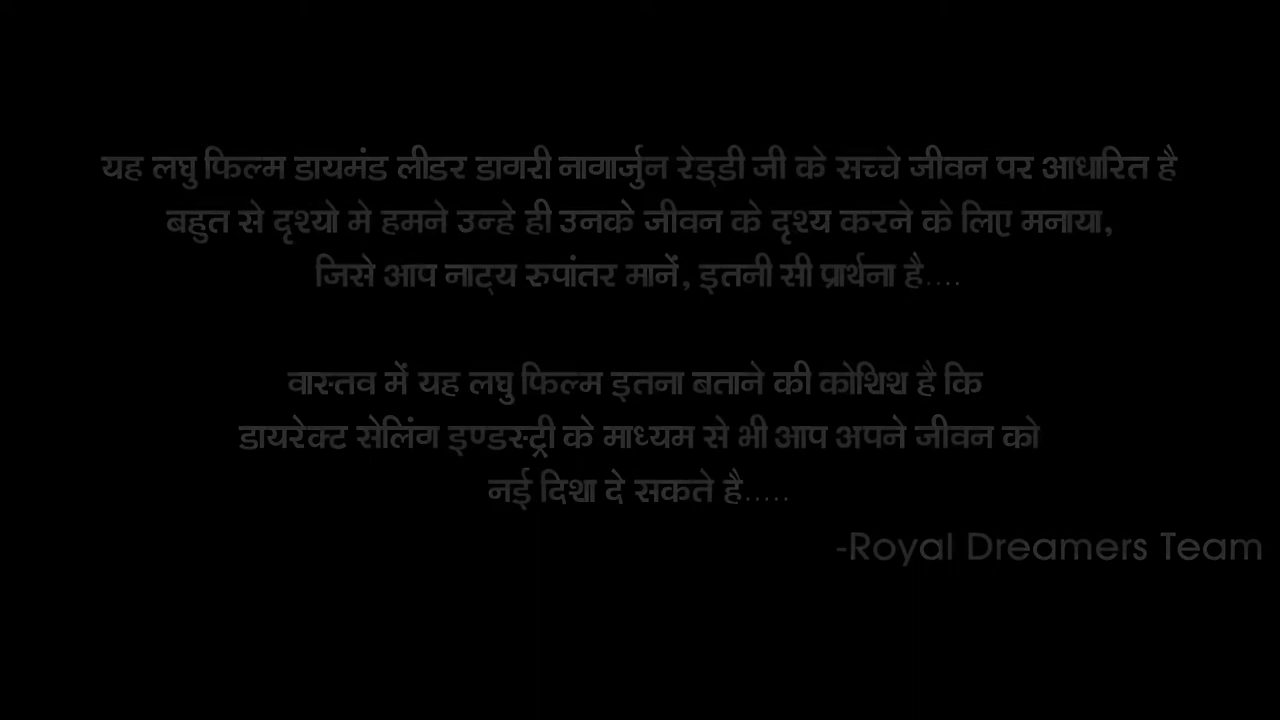 यह लघु फिल्म डायमंड लीडर डागरी नागार्जुन रेड्डी जी के सच्चे जीवन पर आधारित है
बहुत से दृश्यो मे हमने उन्हे ही उनके जीवन के दृश्य करने के लिए मनाया,
जिसे आप नाट्य रुपांतर मानें, इतनी सी प्रार्थना है....
वास्तव में यह लघु फिल्म इतना बताने की कोशिश है कि
डायरेक्ट सेलिंग इण्डस्ट्री के माध्यम से भी आप अपने जीवन को
नई दिशा दे सकते है.....
-Royal Dreamers Team